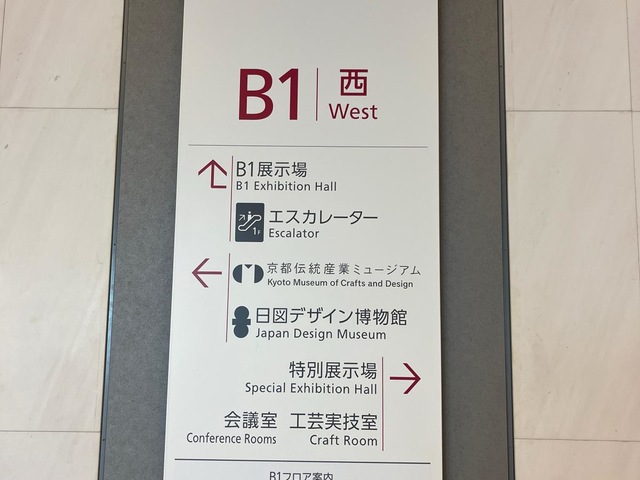 B1 西
West
B1展示場
B1 Exhibition Hall
1F
エスカレーター
Escalator
京都伝統産業ミュージアム
Kyoto Museum of Crafts and Design
日図デザイン博物館
Japan Design Museum
特別展示場
Special Exhibition Hall
会議室 工芸実技室
Conference Rooms Craft Room
B1フロア案内